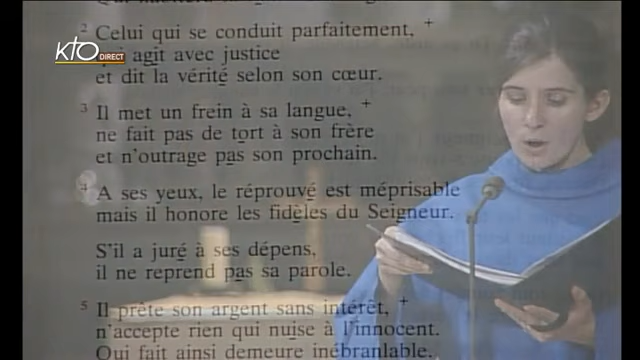 2 Celui qui se conduit parfaitement, +
qui agit avec justice
et dit la vérité selon son cœur.
3 Il met un frein à sa langue, +
ne fait pas de tort à son frère
et n'outrage pas son prochain.
4 A ses yeux, le réprouvé est méprisable
mais il honore les fidèles du Seigneur.
S'il a juré à ses dépens,
il ne reprend pas sa parole.
5 Il prête son argent sans intérêt, +
n'accepte rien qui nuise à l'innocent.
Qui fait ainsi demeure inébranlable.
KTO
DIRECT